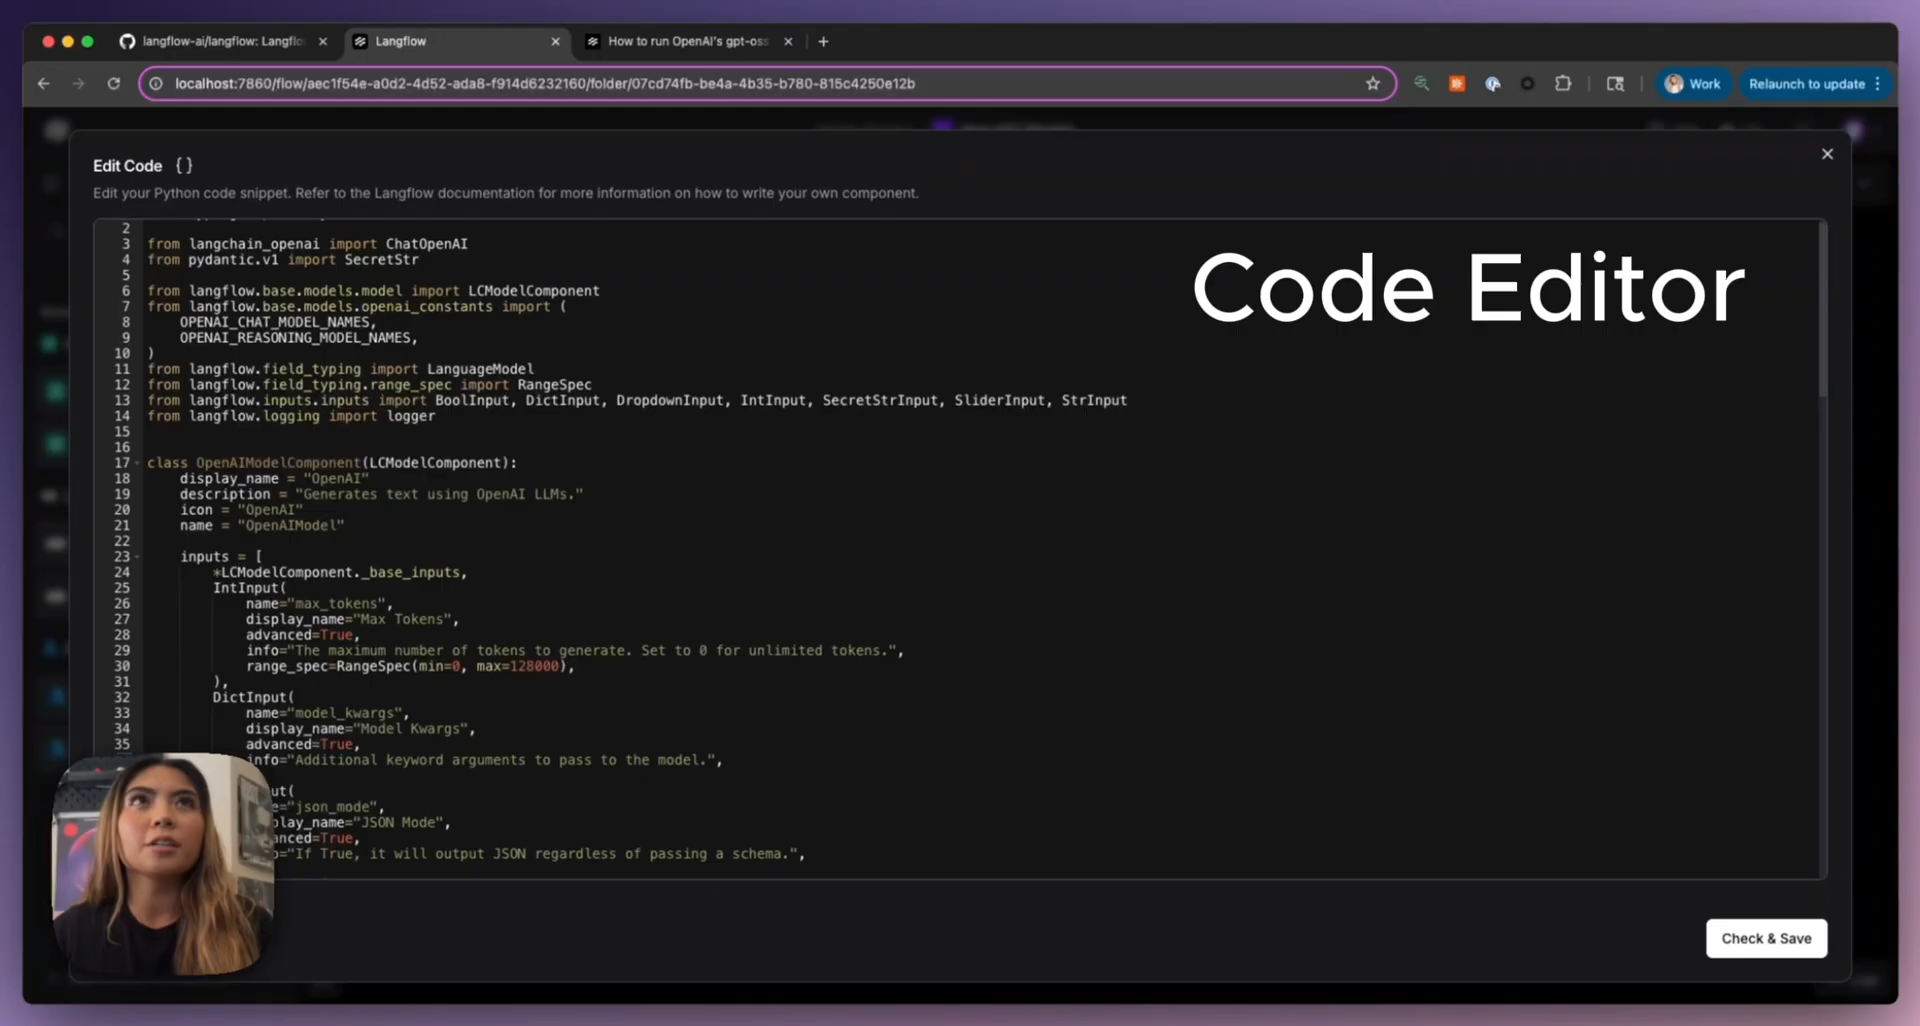 langflow-ai/langflow: Langflo
Langflow
How to run OpenAI's gpt-oss
localhost:7860/flow/aec1f54e-a0d2-4d52-ada8-f914d6232160/folder/07cd74fb-be4a-4b35-b780-815c4250e12b
Work
Relaunch to update
Edit Code {}
Edit your Python code snippet. Refer to the Langflow documentation for more information on how to write your own component.
Code Editor
2
3 from langchain_openai import ChatOpenAI
4 from pydantic.v1 import SecretStr
5
6 from langflow.base.models.model import LCModelComponent
7 from langflow.base.models.openai_constants import (
8     OPENAI_CHAT_MODEL_NAMES,
9     OPENAI_REASONING_MODEL_NAMES,
10 )
11 from langflow.field_typing import LanguageModel
12 from langflow.field_typing.range_spec import RangeSpec
13 from langflow.inputs.inputs import BoolInput, DictInput, DropdownInput, IntInput, SecretStrInput, SliderInput, StrInput
14 from langflow.logging import logger
15
16
17 class OpenAIModelComponent(LCModelComponent):
18     display_name = "OpenAI"
19     description = "Generates text using OpenAI LLMs."
20     icon = "OpenAI"
21     name = "OpenAIModel"
22
23     inputs = [
24         *LCModelComponent._base_inputs,
25         IntInput(
26             name="max_tokens",
27             display_name="Max Tokens",
28             advanced=True,
29             info="The maximum number of tokens to generate. Set to 0 for unlimited tokens.",
30             range_spec=RangeSpec(min=0, max=128000),
31         ),
32         DictInput(
33             name="model_kwargs",
34             display_name="Model Kwargs",
35             advanced=True,
info="Additional keyword arguments to pass to the model.",
ut(
e="json_mode",
lay_name="JSON Mode",
anced=True,
o="If True, it will output JSON regardless of passing a schema.",
Check & Save